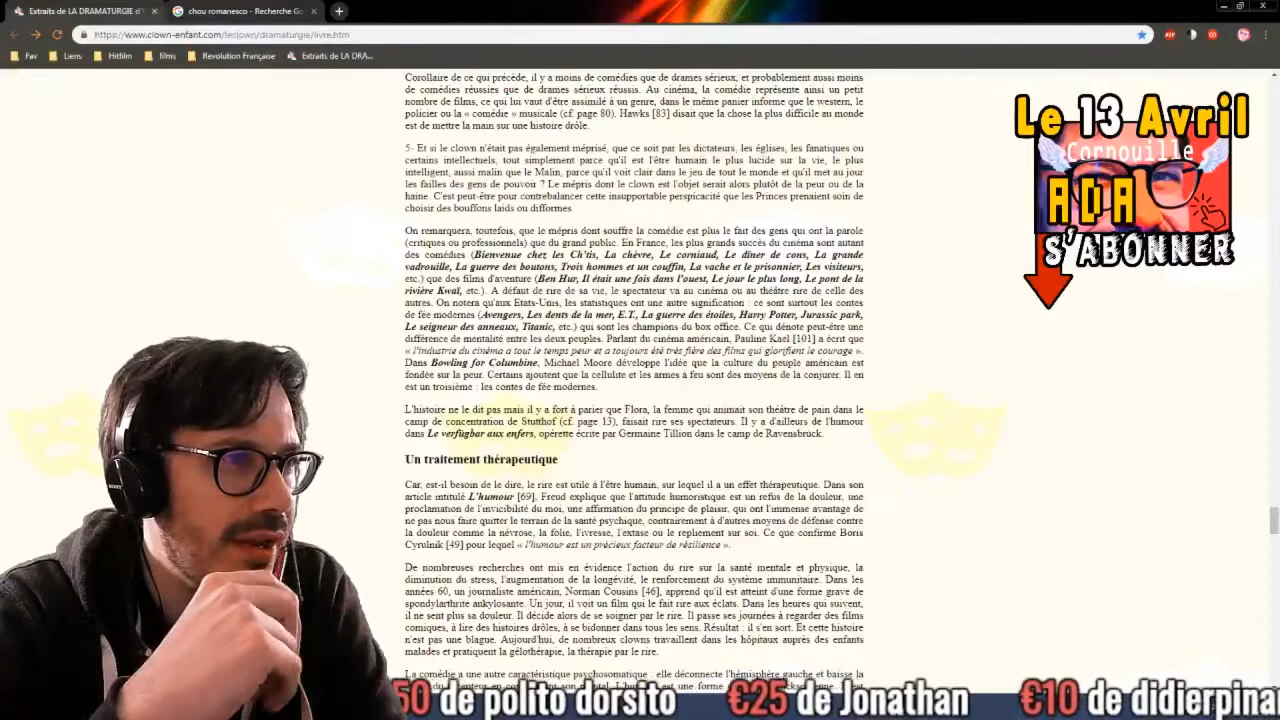 Extraits de LA DRAMATURGIE d'
chou romanesco - Recherche Go
https://www.clown-enfant.com/leclown/dramaturgie/livre.htm
Fav
Liens
Hitfilm
films
Revolution Française
Extraits de LA DRA...
Corollaire de ce qui précède, il y a moins de comédies que de drames sérieux, et probablement aussi moins
de comédies réussies que de drames sérieux réussis. Au cinéma, la comédie représente ainsi un petit
nombre de films, ce qui lui vaut d'être assimilé à un genre, dans le même panier informe que le western, le
policier ou la « comédie » musicale (cf. page 80). Hawks [83] disait que la chose la plus difficile au monde
est de mettre la main sur une histoire drôle.
5- Et si le clown n'était pas également méprisé, que ce soit par les dictateurs, les églises, les fanatiques ou
certains intellectuels, tout simplement parce qu'il est l'être humain le plus lucide sur la vie, le plus
intelligent, aussi malin que le Malin, parce qu'il voit clair dans le jeu de tout le monde et qu'il met au jour
les failles des gens de pouvoir ? Le mépris dont le clown est l'objet serait alors plutôt de la peur ou de la
haine. C'est peut-être pour contrebalancer cette insupportable perspicacité que les Princes prenaient soin de
choisir des bouffons laids ou difformes.
On remarquera, toutefois, que le mépris dont souffre la comédie est plus le fait des gens qui ont la parole
(critiques ou professionnels) que du grand public. En France, les plus grands succès du cinéma sont autant
des comédies (Bienvenue chez les Ch'tis, La chèvre, Le corniaud, Le dîner de cons, La grande
vadrouille, La guerre des boutons, Trois hommes et un couffin, La vache et le prisonnier, Les visiteurs,
etc.) que des films d'aventure (Ben Hur, Il était une fois dans l'ouest, Le jour le plus long, Le pont de la
rivière Kwaï, etc.). A défaut de rire de sa vie, le spectateur va au cinéma ou au théâtre rire de celle des
autres. On notera qu'aux Etats-Unis, les statistiques ont une autre signification : ce sont surtout les contes
de fée modernes (Avengers, Les dents de la mer, E.T., La guerre des étoiles, Harry Potter, Jurassic park,
Le seigneur des anneaux, Titanic, etc.) qui sont les champions du box office. Ce qui dénote peut-être une
différence de mentalité entre les deux peuples. Parlant du cinéma américain, Pauline Kael [101] a écrit que
« l'industrie du cinéma a tout le temps peur et a toujours été très fière des films qui glorifient le courage ».
Dans Bowling for Columbine, Michael Moore développe l'idée que la culture du peuple américain est
fondée sur la peur. Certains ajoutent que la cellulite et les armes à feu sont des moyens de la conjurer. Il en
est un troisième : les contes de fée modernes.
L'histoire ne le dit pas mais il y a fort à parier que Flora, la femme qui animait son théâtre de pain dans le
camp de concentration de Stutthof (cf. page 13), faisait rire ses spectateurs. Il y a d'ailleurs de l'humour
dans Le verfügbar aux enfers, opérette écrite par Germaine Tillion dans le camp de Ravensbrück.
Un traitement thérapeutique
Car, est-il besoin de le dire, le rire est utile à l'être humain, sur lequel il a un effet thérapeutique. Dans son
article intitulé L'humour [69], Freud explique que l'attitude humoristique est un refus de la douleur, une
proclamation de l'invicibilité du moi, une affirmation du principe de plaisir, qui ont l'immense avantage de
ne pas nous faire quitter le terrain de la santé psychique, contrairement à d'autres moyens de défense contre
la douleur comme la névrose, la folie, l'ivresse, l'extase ou le repliement sur soi. Ce que confirme Boris
Cyrulnik [49] pour lequel « l'humour est un précieux facteur de résilience ».
De nombreuses recherches ont mis en évidence l'action du rire sur la santé mentale et physique, la
diminution du stress, l'augmentation de la longévité, le renforcement du système immunitaire. Dans les
années 60, un journaliste américain, Norman Cousins [46], apprend qu'il est atteint d'une forme grave de
spondylarthrite ankylosante. Un jour, il voit un film qui le fait rire aux éclats. Dans les heures qui suivent,
il ne sent plus sa douleur. Il décide alors de se soigner par le rire. Il passe ses journées à regarder des films
comiques, à lire des histoires drôles, à se bidonner dans tous les sens. Résultat : il s'en sort. Et cette histoire
n'est pas une blague. Aujourd'hui, de nombreux clowns travaillent dans les hôpitaux auprès des enfants
malades et pratiquent la gélothérapie, la thérapie par le rire.
La comédie a une autre caractéristique psychosomatique : elle déconnecte l'hémisphère gauche et baisse la
Le 13 Avril
Cornouille
ADA
S'ABONNER
SONY
50 de polito dorsito €25 de Jonathan €10 de didierpina